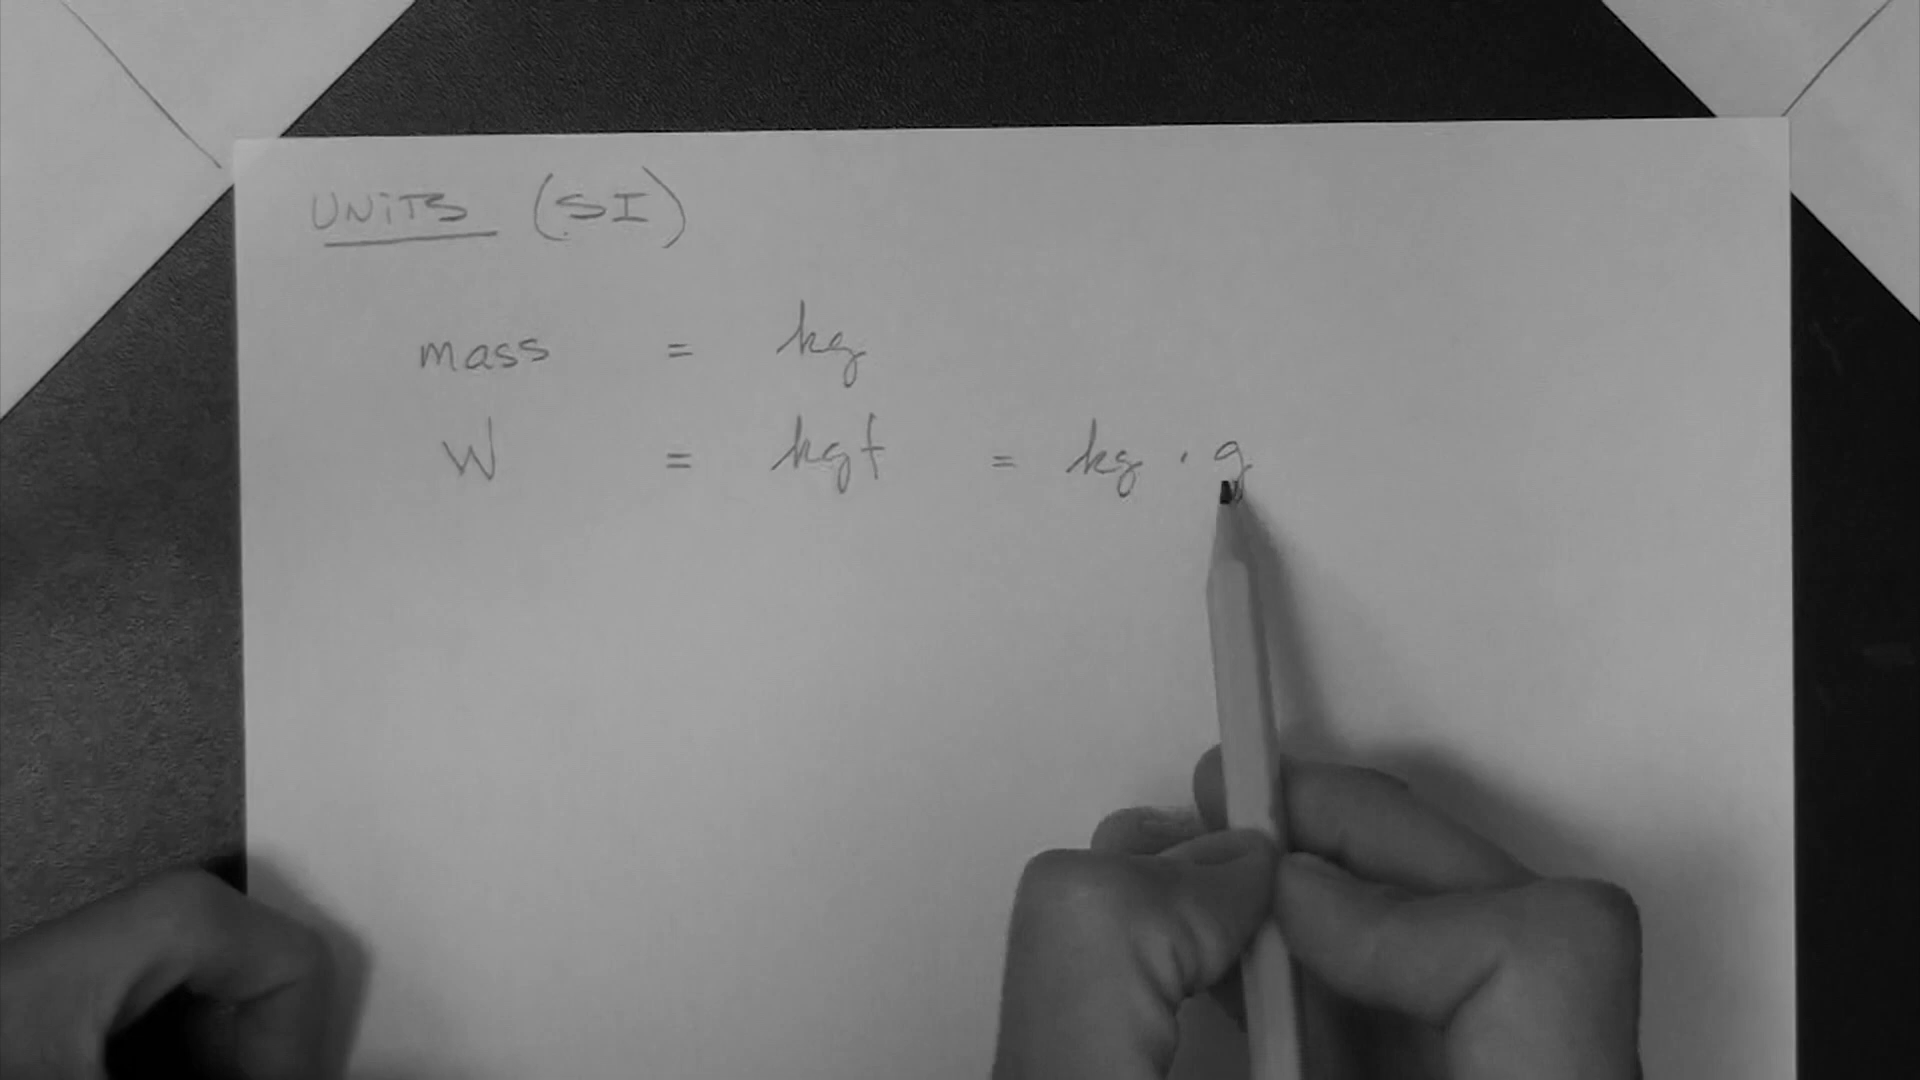 UNiTS (SI)
mass = kg
W = kgf = kg · g